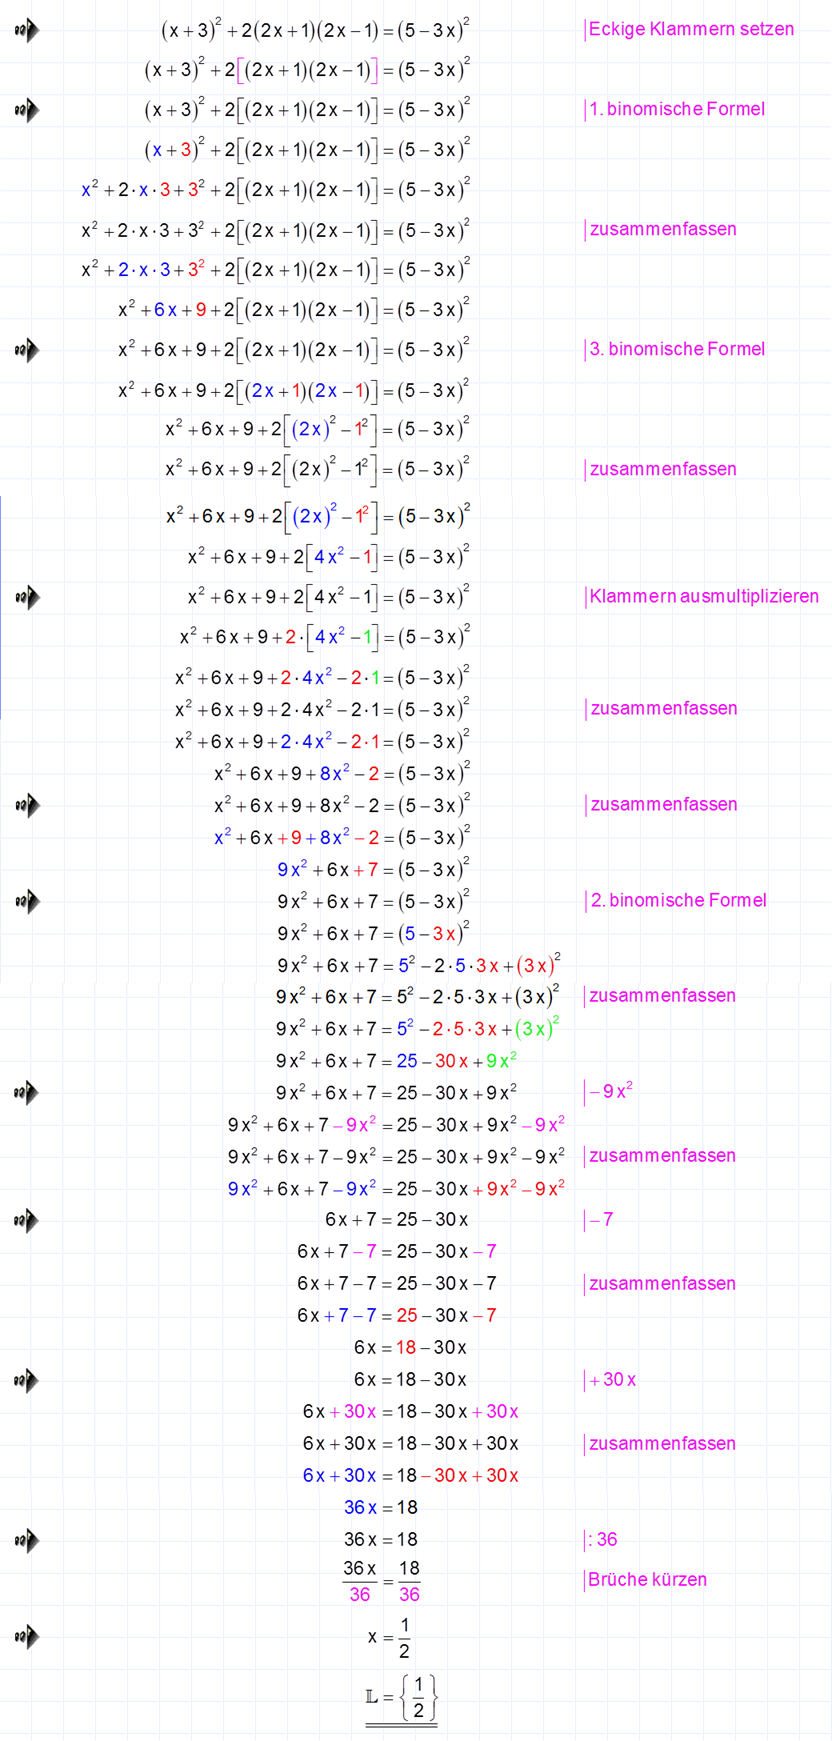 (x+3)² + 2(2x+1)(2x−1) = (5−3x)² |Eckige Klammern setzen
(x+3)² + 2[(2x+1)(2x−1)] = (5−3x)²
(x+3)² + 2[(2x+1)(2x−1)] = (5−3x)² |1. binomische Formel
(x+3)² + 2[(2x+1)(2x−1)] = (5−3x)²
x² + 2·x·3 + 3² + 2[(2x+1)(2x−1)] = (5−3x)²
x² + 2·x·3 + 3² + 2[(2x+1)(2x−1)] = (5−3x)² |zusammenfassen
x² + 2·x·3 + 3² + 2[(2x+1)(2x−1)] = (5−3x)²
x² + 6x + 9 + 2[(2x+1)(2x−1)] = (5−3x)²
x² + 6x + 9 + 2[(2x+1)(2x−1)] = (5−3x)² |3. binomische Formel
x² + 6x + 9 + 2[(2x+1)(2x−1)] = (5−3x)²
x² + 6x + 9 + 2[(2x)² − 1²] = (5−3x)²
x² + 6x + 9 + 2[(2x)² − 1²] = (5−3x)² |zusammenfassen
x² + 6x + 9 + 2[(2x)² − 1²] = (5−3x)²
x² + 6x + 9 + 2[4x² − 1] = (5−3x)²
x² + 6x + 9 + 2[4x² − 1] = (5−3x)² |Klammern ausmultiplizieren
x² + 6x + 9 + 2·[4x² − 1] = (5−3x)²
x² + 6x + 9 + 2·4x² − 2·1 = (5−3x)²
x² + 6x + 9 + 2·4x² − 2·1 = (5−3x)² |zusammenfassen
x² + 6x + 9 + 2·4x² − 2·1 = (5−3x)²
x² + 6x + 9 + 8x² − 2 = (5−3x)²
x² + 6x + 9 + 8x² − 2 = (5−3x)² |zusammenfassen
x² + 6x + 9 + 8x² − 2 = (5−3x)²
9x² + 6x + 7 = (5−3x)²
9x² + 6x + 7 = (5−3x)² |2. binomische Formel
9x² + 6x + 7 = (5−3x)²
9x² + 6x + 7 = 5² − 2·5·3x + (3x)²
9x² + 6x + 7 = 5² − 2·5·3x + (3x)² |zusammenfassen
9x² + 6x + 7 = 5² − 2·5·3x + (3x)²
9x² + 6x + 7 = 25 − 30x + 9x²
9x² + 6x + 7 = 25 − 30x + 9x² |− 9x²
9x² + 6x + 7 − 9x² = 25 − 30x + 9x² − 9x²
9x² + 6x + 7 − 9x² = 25 − 30x + 9x² − 9x² |zusammenfassen
9x² + 6x + 7 − 9x² = 25 − 30x + 9x² − 9x²
6x + 7 = 25 − 30x |− 7
6x + 7 − 7 = 25 − 30x − 7
6x + 7 − 7 = 25 − 30x − 7 |zusammenfassen
6x + 7 − 7 = 25 − 30x − 7
6x = 18 − 30x
6x = 18 − 30x |+ 30x
6x + 30x = 18 − 30x + 30x
6x + 30x = 18 − 30x + 30x |zusammenfassen
6x + 30x = 18 − 30x + 30x
36x = 18
36x = 18 |: 36
36x/36 = 18/36 |Brüche kürzen
x = 1/2
𝕃 = {1/2}